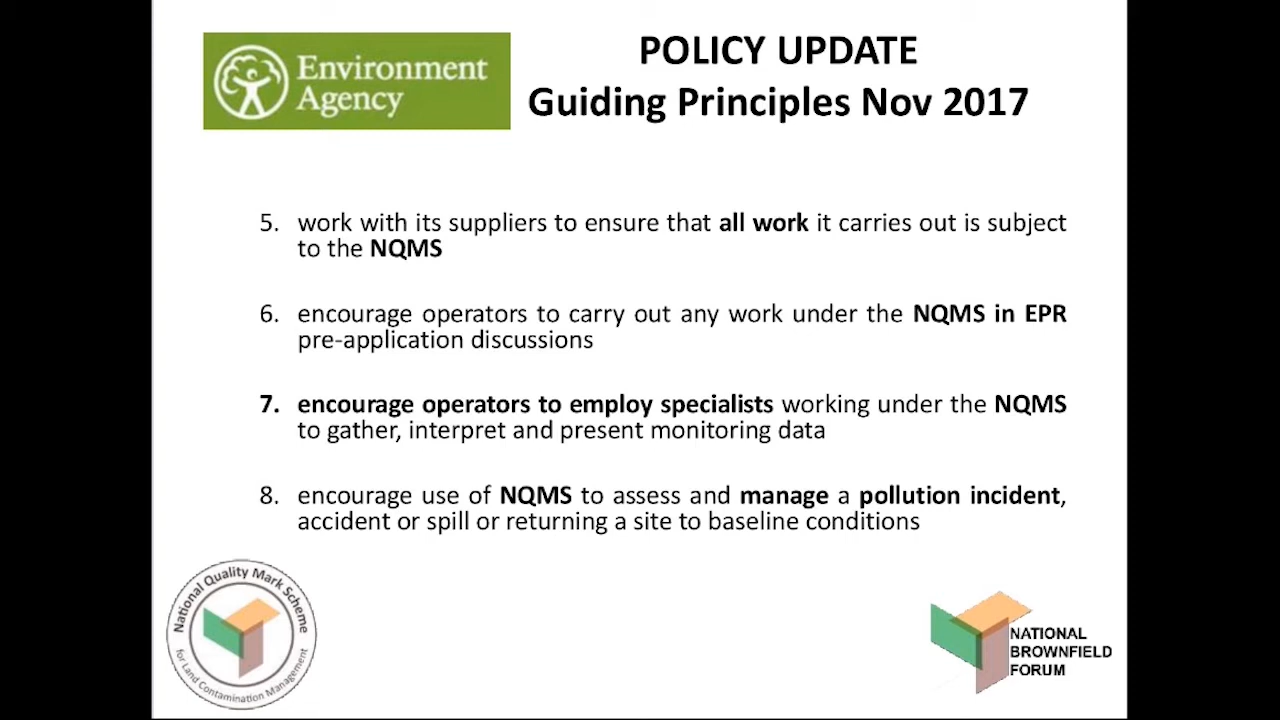 Environment
Agency
POLICY UPDATE
Guiding Principles Nov 2017
5. work with its suppliers to ensure that all work it carries out is subject
to the NQMS
6. encourage operators to carry out any work under the NQMS in EPR
pre-application discussions
7. encourage operators to employ specialists working under the NQMS
to gather, interpret and present monitoring data
8. encourage use of NQMS to assess and manage a pollution incident,
accident or spill or returning a site to baseline conditions
National Quality Mark Scheme
for Land Contamination Management
NATIONAL
BROWNFIELD
FORUM